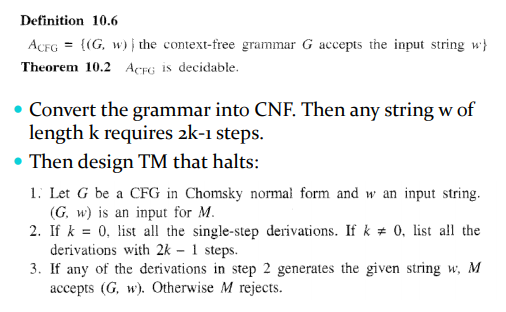 Definition 10.6
A_CFG = {(G, w) | the context-free grammar G accepts the input string w}
Theorem 10.2 A_CFG is decidable.
• Convert the grammar into CNF. Then any string w of
length k requires 2k-1 steps.
• Then design TM that halts:
1. Let G be a CFG in Chomsky normal form and w an input string.
(G, w) is an input for M.
2. If k = 0, list all the single-step derivations. If k ≠ 0, list all the
derivations with 2k − 1 steps.
3. If any of the derivations in step 2 generates the given string w, M
accepts (G, w). Otherwise M rejects.